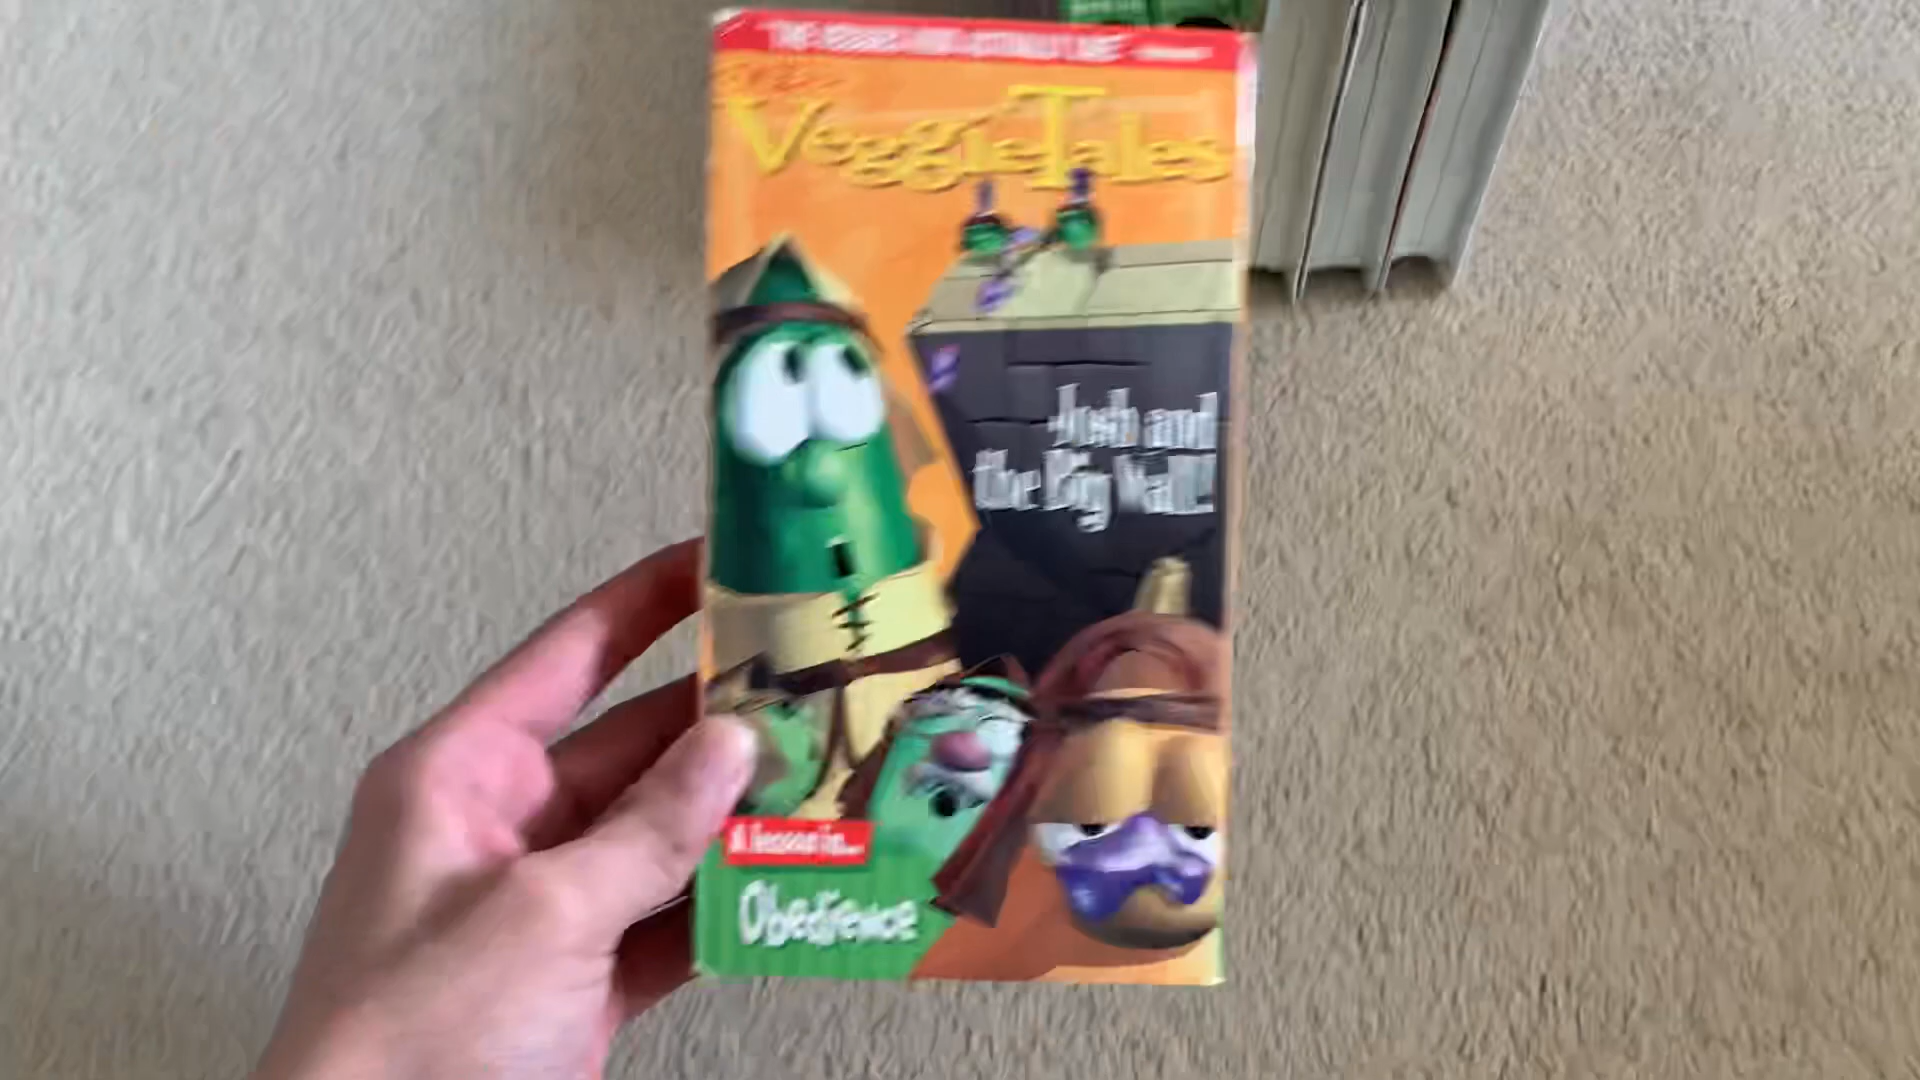 VeggieTales
Josh and
the Big Wall!
A lesson in...
Obedience